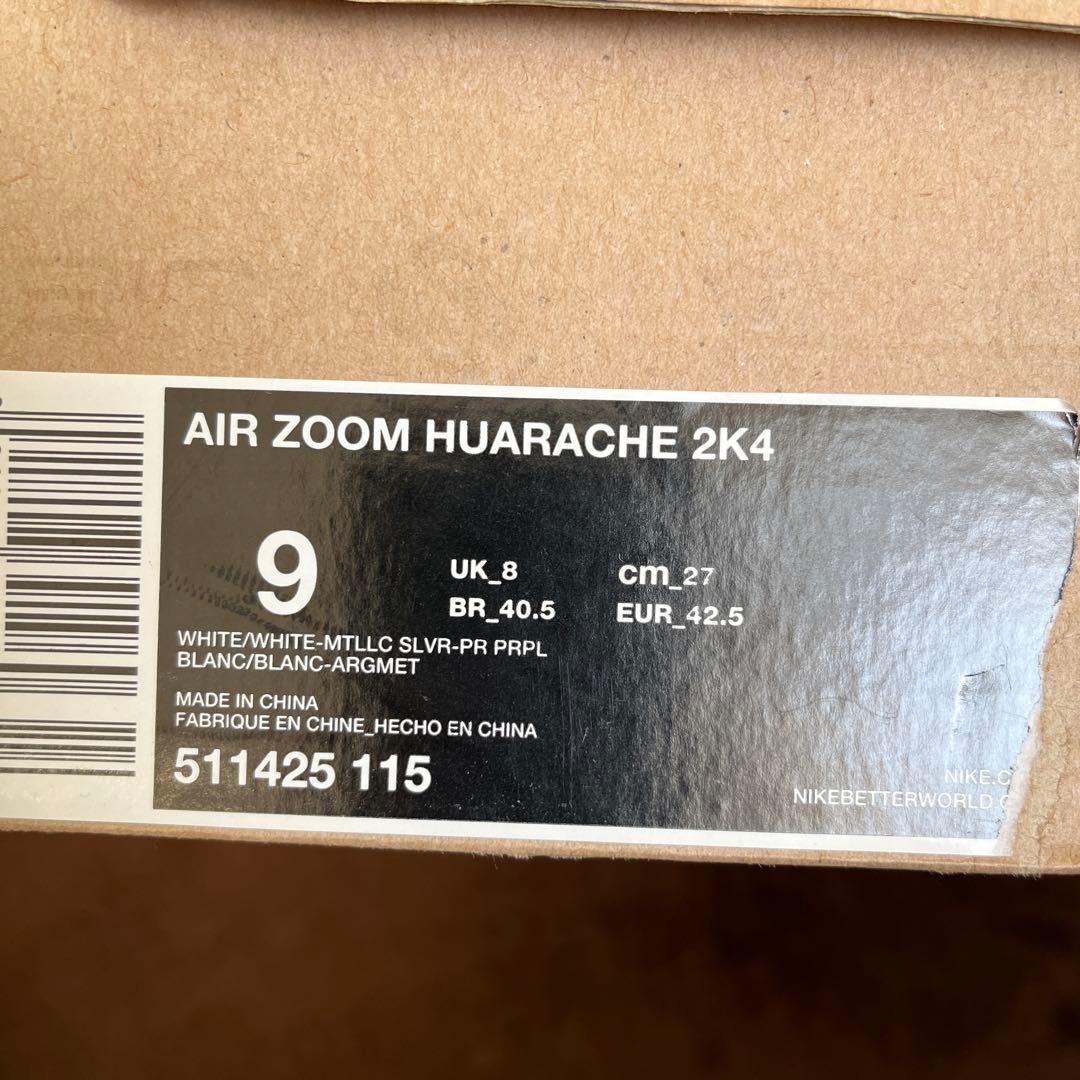 AIR ZOOM HUARACHE 2K4
9
UK_8 cm_27
BR_40.5 EUR_42.5
WHITE/WHITE-MTLLC SLVR-PR PRPL
BLANC/BLANC-ARGMET
MADE IN CHINA
FABRIQUE EN CHINE_HECHO EN CHINA
511425 115
NIKE.C
NIKEBETTERWORLD.C